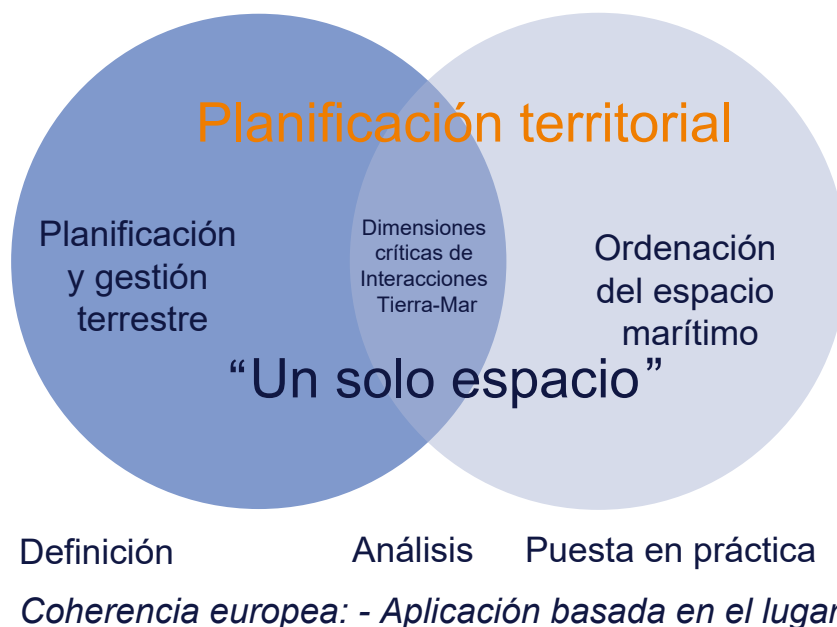 Planificación territorial
Planificación
y gestión
terrestre
Dimensiones
críticas de
Interacciones
Tierra-Mar
Ordenación
del espacio
marítimo
“Un solo espacio”
Definición
Análisis
Puesta en práctica
Coherencia europea: - Aplicación basada en el lugar